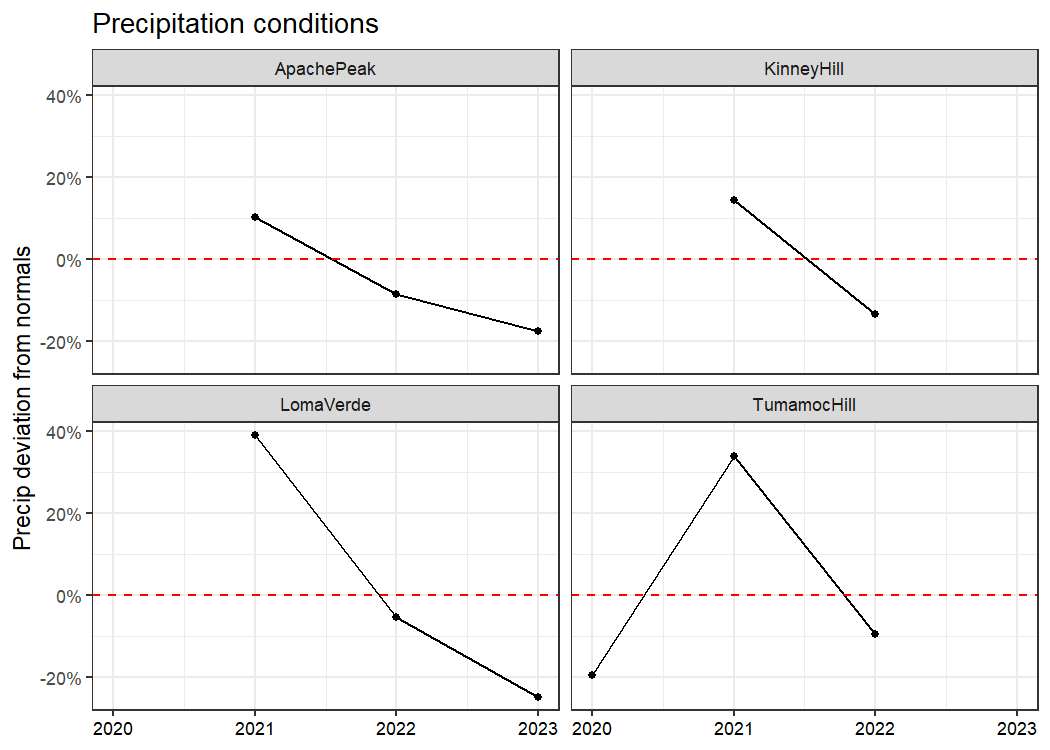 Precipitation conditions
ApachePeak
KinneyHill
40%
20%
0%
-20%
LomaVerde
TumamocHill
40%
20%
0%
-20%
Precip deviation from normals
2020 2021 2022 2023 2020 2021 2022 2023